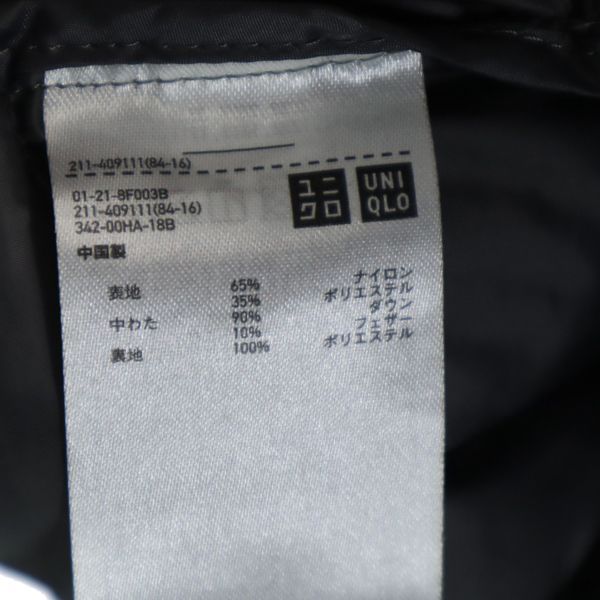 211-409111(84-16)
01-21-8F003B
211-409111(84-16)
342-00HA-18B
中国製
ユニ
クロ
UNI
QLO
表地 65% ナイロン
35% ポリエステル
中わた 90% ダウン
10% フェザー
裏地 100% ポリエステル